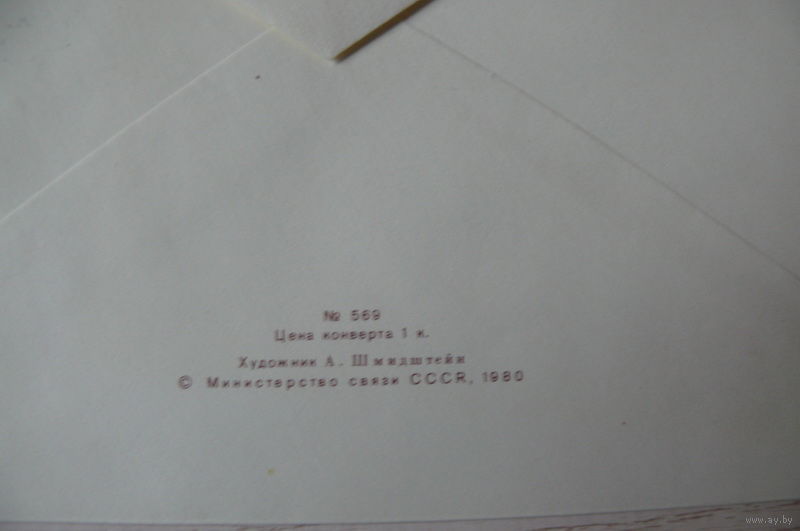 № 569
Цена конверта 1 к.
Художник А. Шмидштейн
© Министерство связи СССР, 1980
www.ay.by